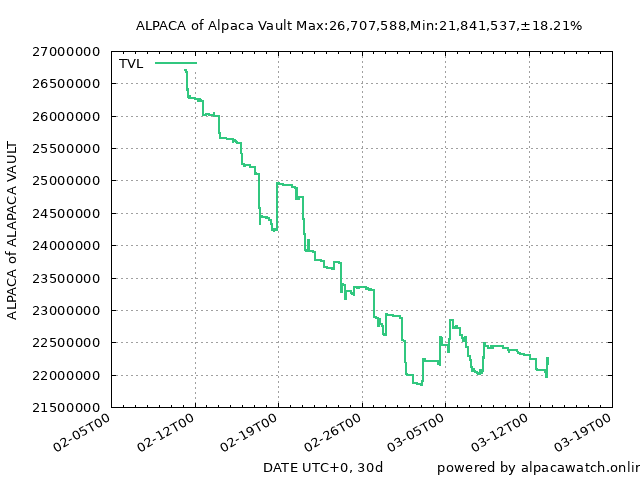 ALPACA of Alpaca Vault Max:26,707,588,Min:21,841,537,±18.21%
TVL
27000000
26500000
26000000
25500000
25000000
24500000
24000000
23500000
23000000
22500000
22000000
21500000
ALPACA of ALAPACA VAULT
02-05T00
02-12T00
02-19T00
02-26T00
03-05T00
03-12T00
03-19T00
DATE UTC+0, 30d
powered by alpacawatch.onlin